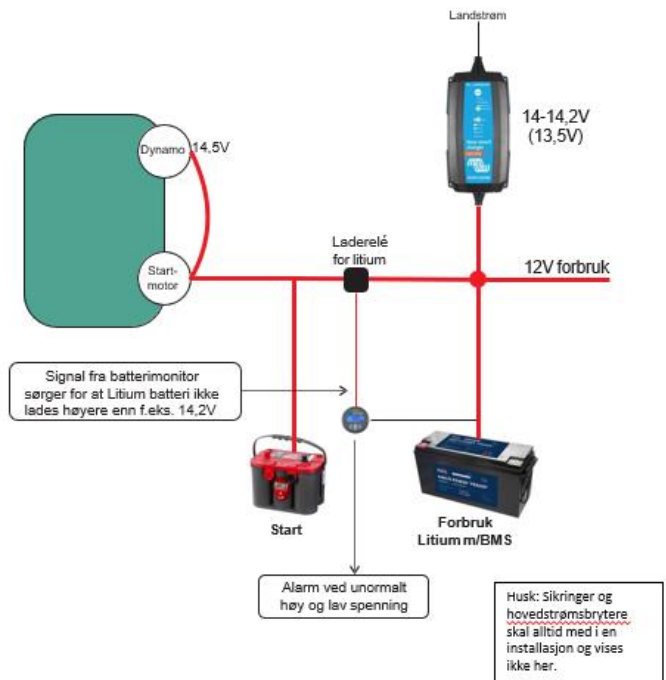 Landstrøm
14-14,2V
(13,5V)
Dynamo
14,5V
Start-
motor
Laderelé
for litium
12V forbruk
Signal fra batterimonitor
sørger for at Litium batteri ikke
lades høyere enn f.eks. 14,2V
Start
Forbruk
Litium m/BMS
Alarm ved unormalt
høy og lav spenning
Husk: Sikringer og
hovedstrømsbrytere
skal alltid med i en
installasjon og vises
ikke her.